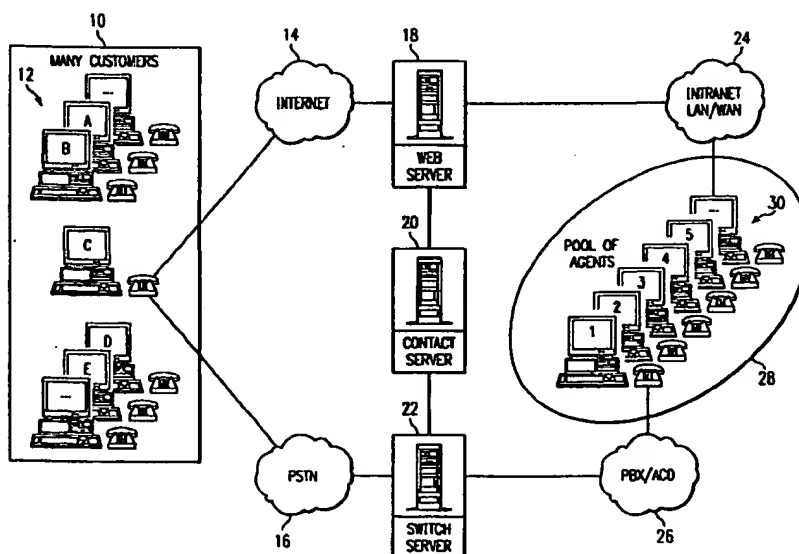 10
MANY CUSTOMERS
12
...
A
B
C
D
E
...
14
INTERNET
18
WEB
SERVER
24
INTRANET
LAN/WAN
20
CONTACT
SERVER
POOL OF
AGENTS
...
5
4
3
2
1
30
28
22
SWITCH
SERVER
PSTN
16
PBX/ACD
26